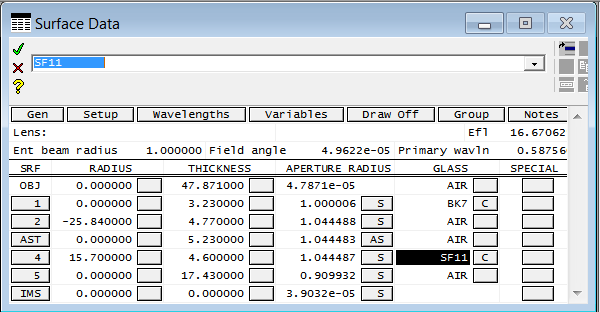 Surface Data
SF11
Gen Setup Wavelengths Variables Draw Off Group Notes
Lens: Efl 16.67062
Ent beam radius 1.000000 Field angle 4.9622e-05 Primary wavln 0.58756
SRF RADIUS THICKNESS APERTURE RADIUS GLASS SPECIAL
OBJ 0.000000 47.871000 4.7871e-05 AIR
1 0.000000 3.230000 1.000006 S BK7 C
2 -25.840000 4.770000 1.044488 S AIR
AST 0.000000 5.230000 1.044483 AS AIR
4 15.700000 4.600000 1.044487 S SF11 C
5 0.000000 17.430000 0.909932 S AIR
IMS 0.000000 0.000000 3.9032e-05 S